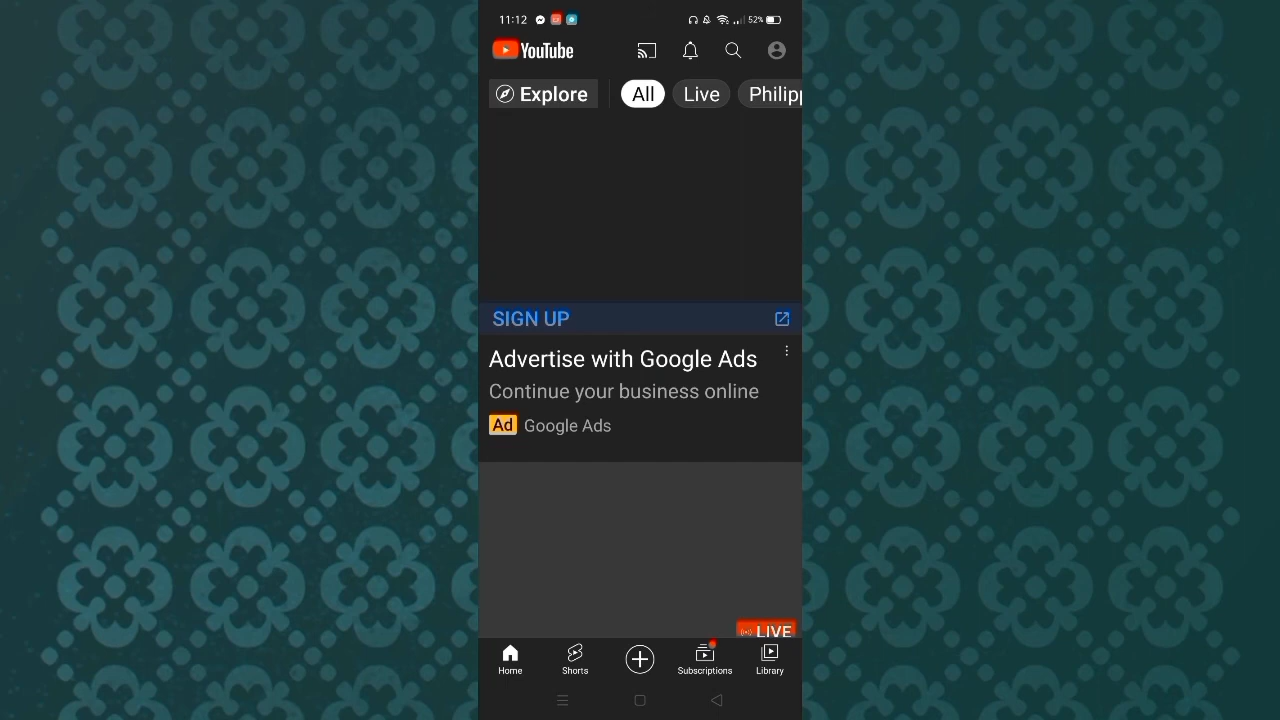 11:12 52%
YouTube
Explore All Live Philipp
SIGN UP
Advertise with Google Ads
Continue your business online
Ad Google Ads
LIVE
Home Shorts Subscriptions Library